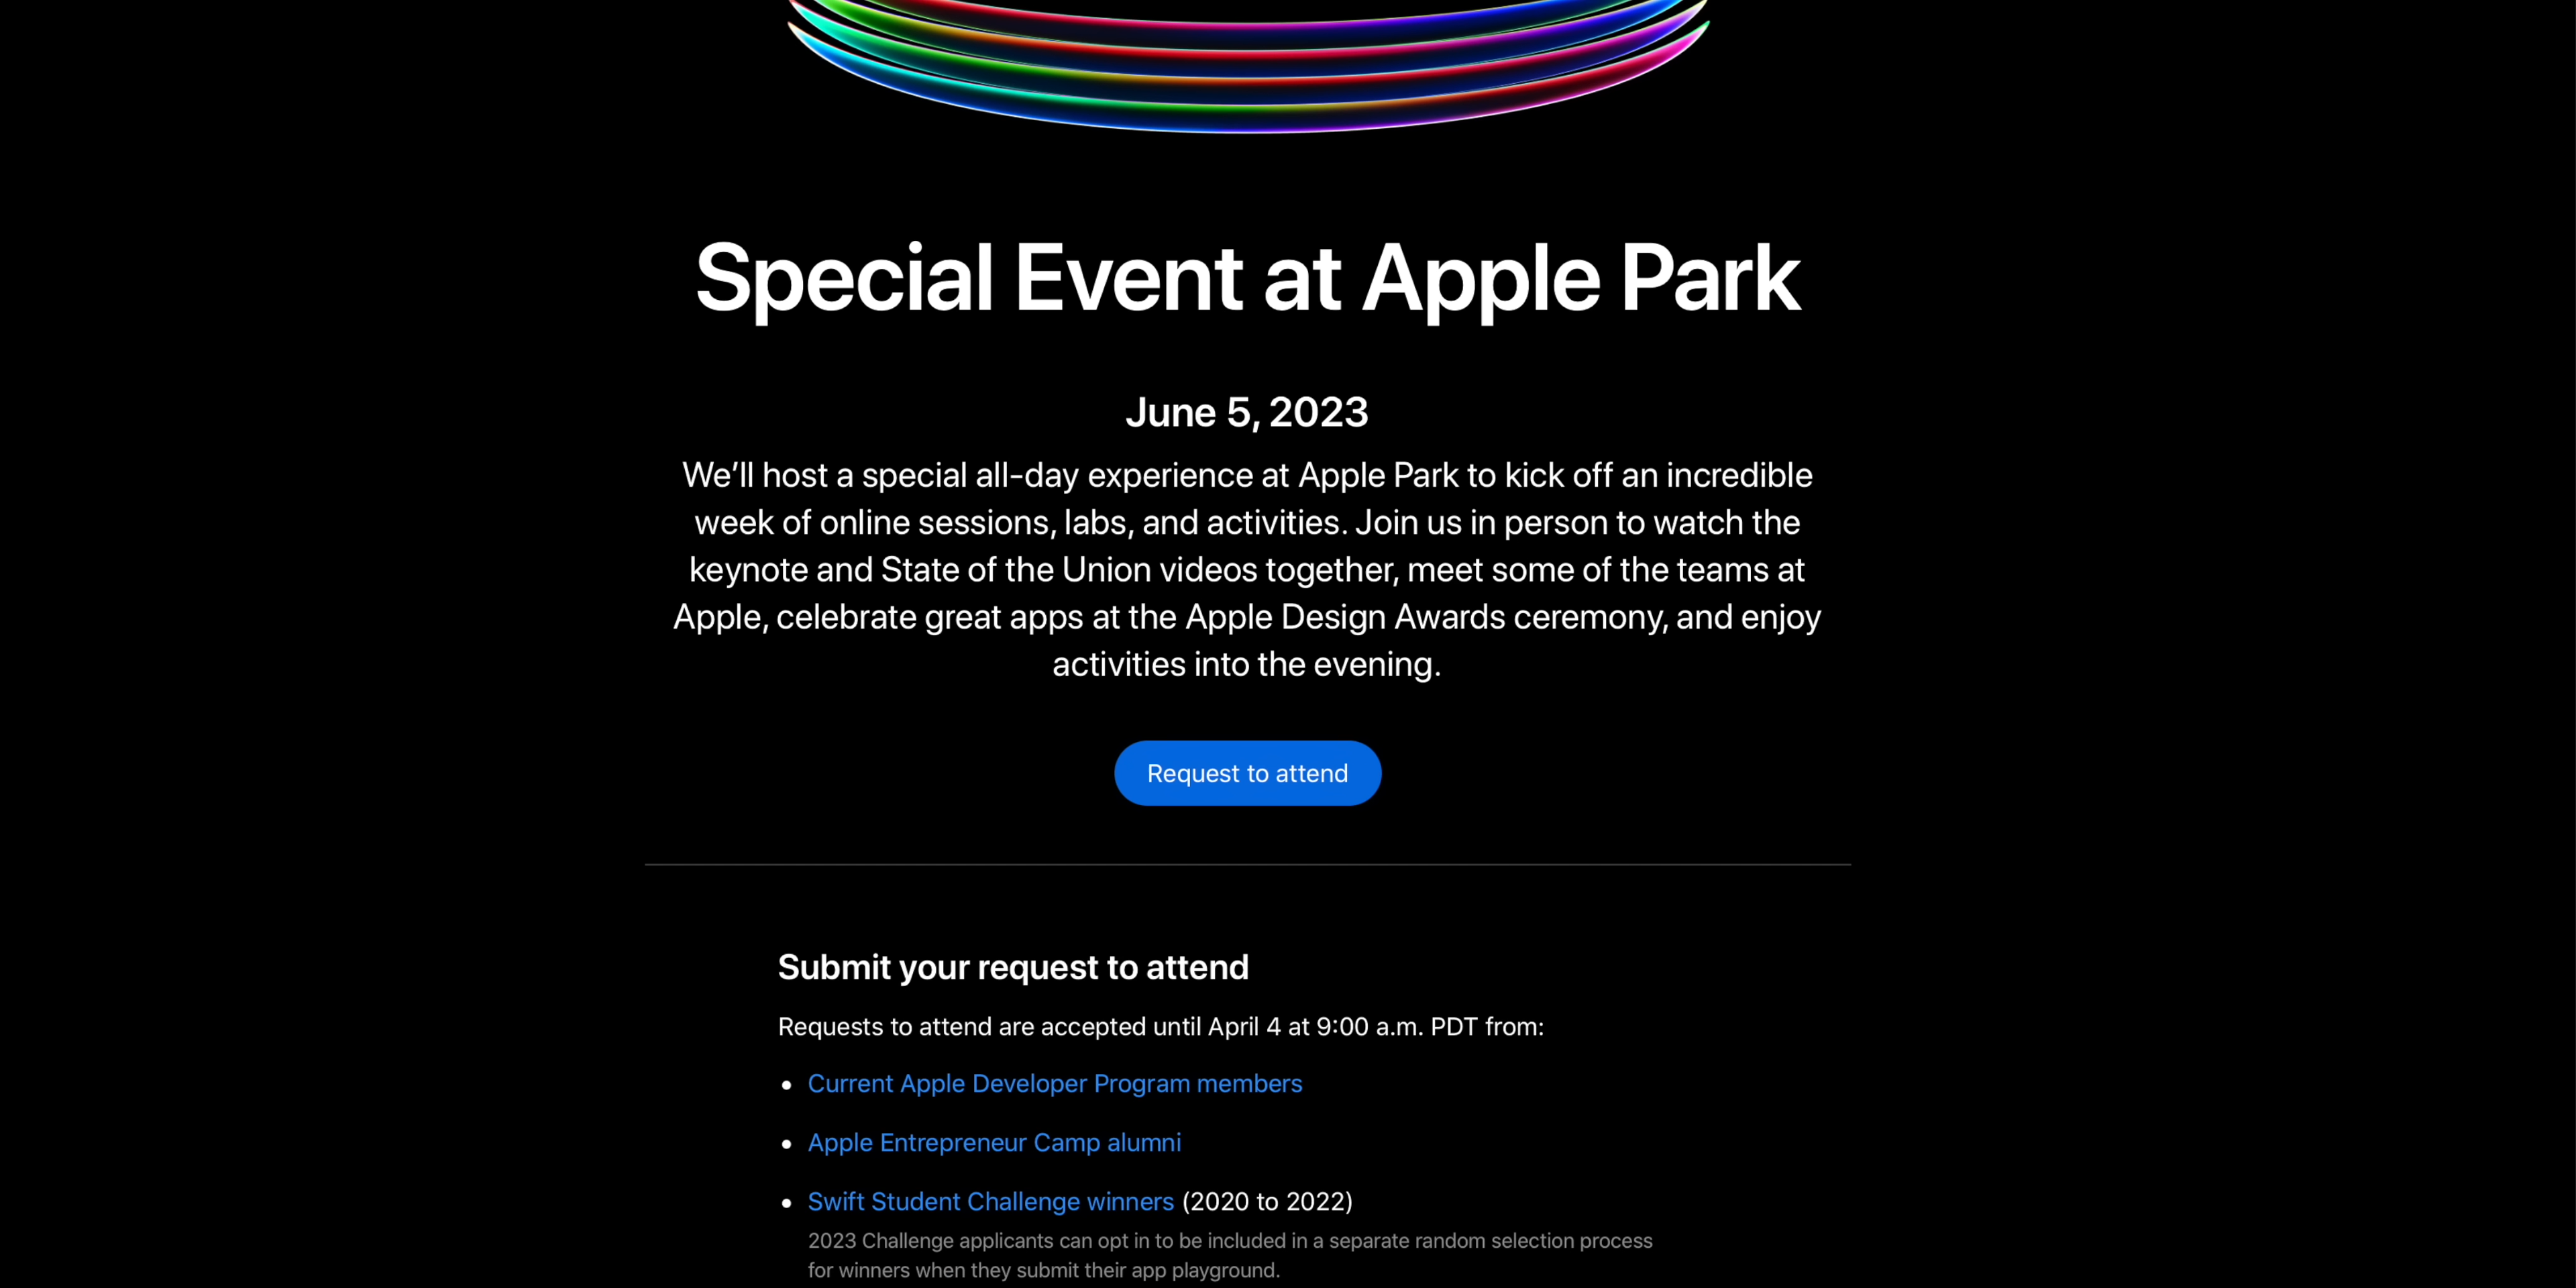 Special Event at Apple Park
June 5, 2023
We’ll host a special all-day experience at Apple Park to kick off an incredible
week of online sessions, labs, and activities. Join us in person to watch the
keynote and State of the Union videos together, meet some of the teams at
Apple, celebrate great apps at the Apple Design Awards ceremony, and enjoy
activities into the evening.
Request to attend
Submit your request to attend
Requests to attend are accepted until April 4 at 9:00 a.m. PDT from:
• Current Apple Developer Program members
• Apple Entrepreneur Camp alumni
• Swift Student Challenge winners (2020 to 2022)
2023 Challenge applicants can opt in to be included in a separate random selection process
for winners when they submit their app playground.